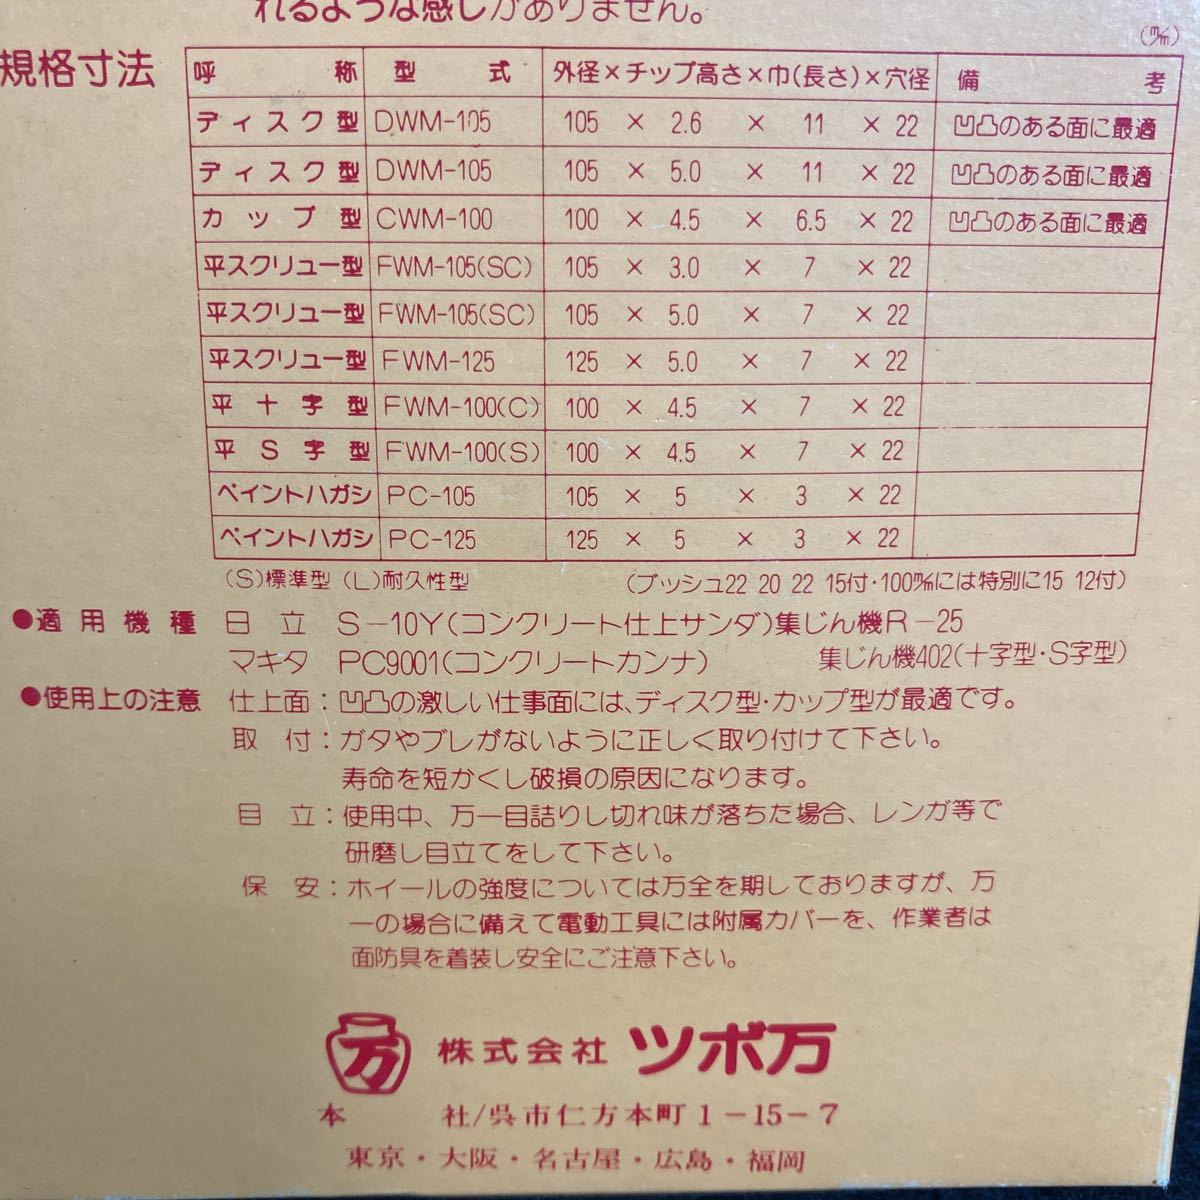 れるような感じがありません。
規格寸法
(㎜)
呼称 型式 外径×チップ高さ×巾(長さ)×穴径 備考
ディスク型 DWM-105 105 × 2.6 × 11 × 22 凹凸のある面に最適
ディスク型 DWM-105 105 × 5.0 × 11 × 22 凹凸のある面に最適
カップ型 CWM-100 100 × 4.5 × 6.5 × 22 凹凸のある面に最適
平スクリュー型 FWM-105(SC) 105 × 3.0 × 7 × 22
平スクリュー型 FWM-105(SC) 105 × 5.0 × 7 × 22
平スクリュー型 FWM-125 125 × 5.0 × 7 × 22
平十字型 FWM-100(C) 100 × 4.5 × 7 × 22
平S字型 FWM-100(S) 100 × 4.5 × 7 × 22
ペイントハガシ PC-105 105 × 5 × 3 × 22
ペイントハガシ PC-125 125 × 5 × 3 × 22
(S)標準型 (L)耐久性型 (ブッシュ22 20 22 15付・100㎜には特別に15 12付)
●適用機種 日立 S-10Y(コンクリート仕上サンダ)集じん機R-25
マキタ PC9001(コンクリートカンナ) 集じん機402(十字型・S字型)
●使用上の注意 仕上面:凹凸の激しい仕事面には、ディスク型・カップ型が最適です。
取付:ガタやブレがないように正しく取り付けて下さい。
寿命を短かくし破損の原因になります。
目立:使用中、万一目詰りし切れ味が落ちた場合、レンガ等で
研磨し目立てをして下さい。
保安:ホイールの強度については万全を期しておりますが、万
一の場合に備えて電動工具には附属カバーを、作業者は
面防具を着装し安全にご注意下さい。
万 株式会社 ツボ万
本社/呉市仁方本町1-15-7
東京・大阪・名古屋・広島・福岡